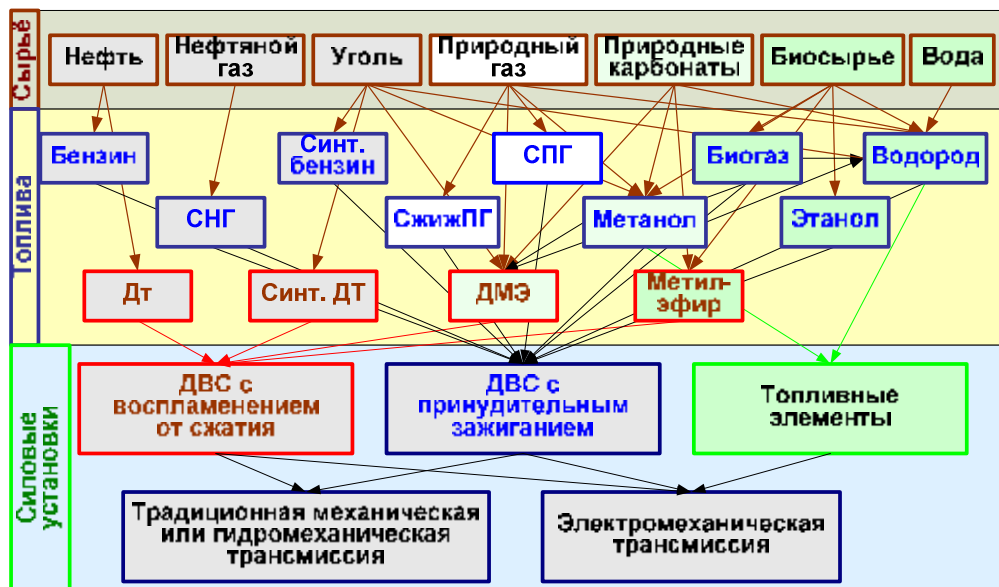 Сырьё
Нефть
Нефтяной
газ
Уголь
Природный
газ
Природные
карбонаты
Биосырье
Вода
Топлива
Бензин
Синт.
бензин
СПГ
Биогаз
Водород
СНГ
СжижПГ
Метанол
Этанол
Дт
Синт. ДТ
ДМЭ
Метил-
эфир
Силовые
установки
ДВС с
воспламенением
от сжатия
ДВС с
принудительным
зажиганием
Топливные
элементы
Традиционная механическая
или гидромеханическая
трансмиссия
Электромеханическая
трансмиссия